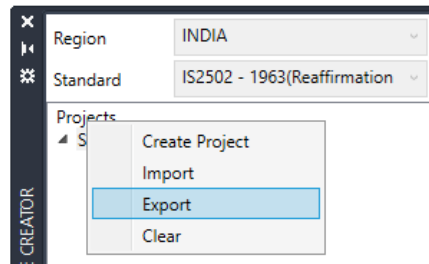 Region INDIA
Standard IS2502 - 1963(Reaffirmation
Projects
S
Create Project
Import
Export
Clear
CREATOR